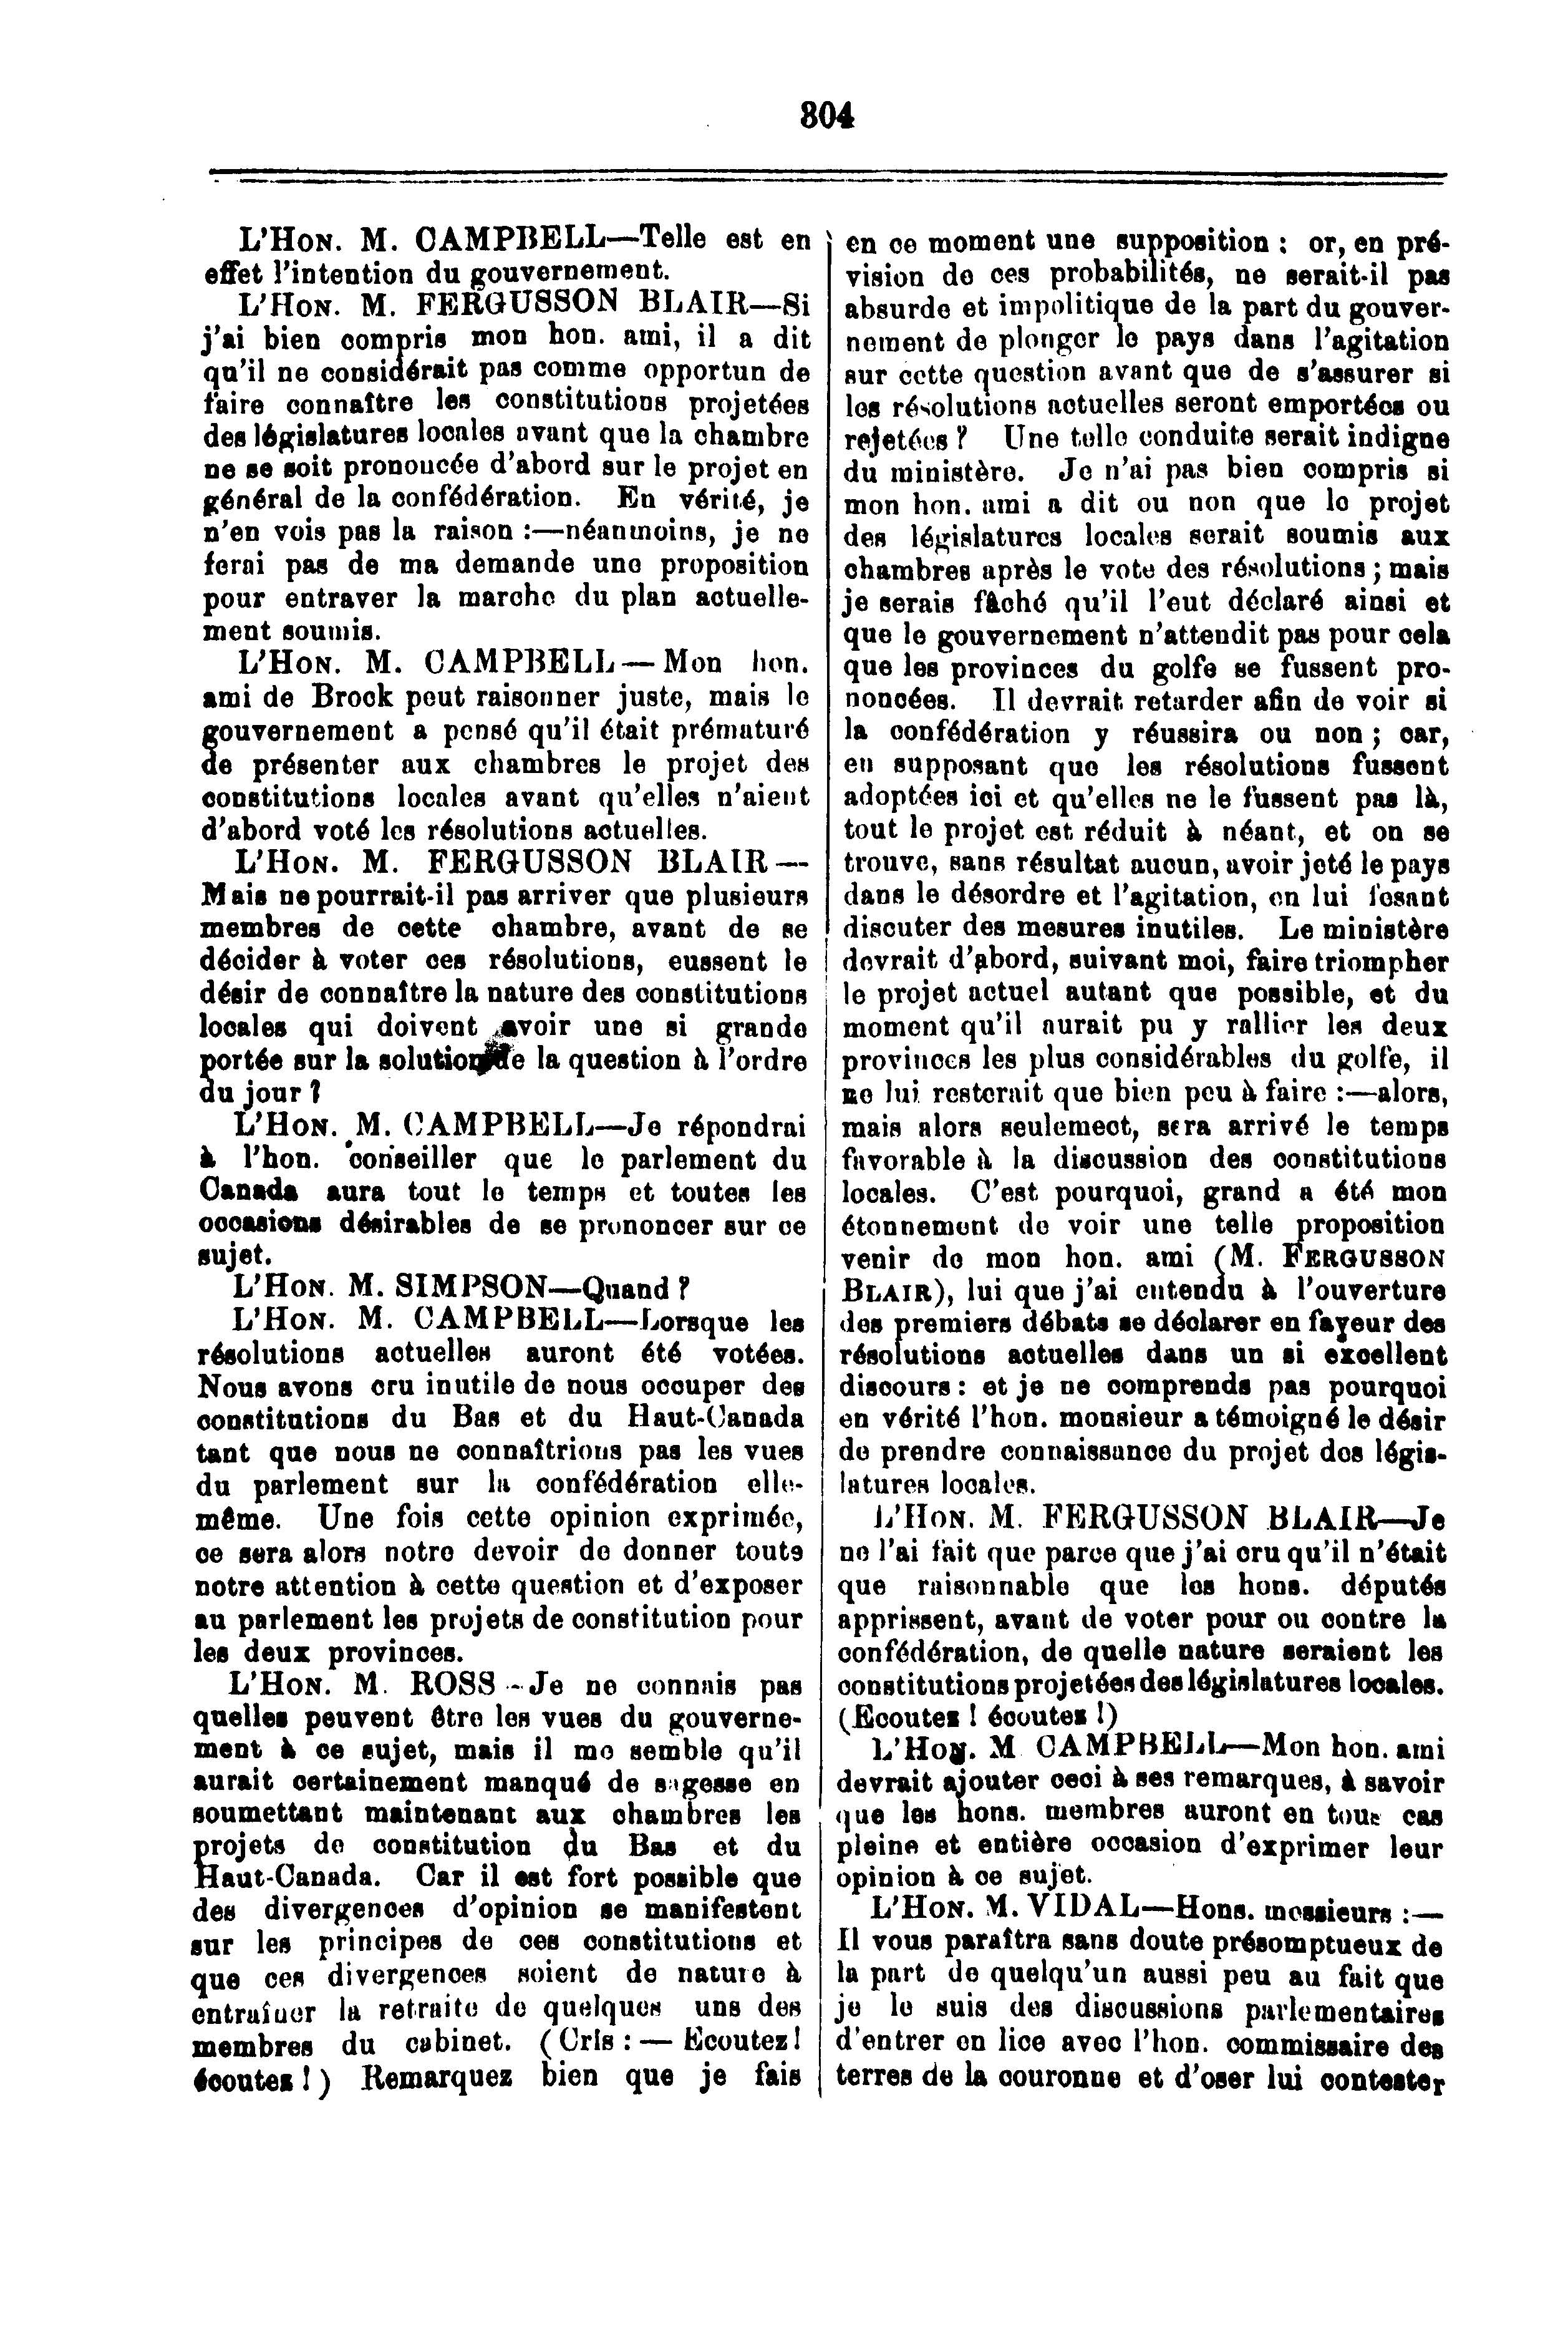 304
L'HON. M. CAMPBELL—Telle est en
effet l'intention du gouvernement.
L'HON. M. FERGUSSON BLAIR—Si
j'ai bien compris mon hon. ami, il a dit
qu'il ne considérait pas comme opportun de
faire connaître les constitutions projetées
des législatures locales avant que la chambre
ne se soit prononcée d'abord sur le projet en
général de la confédération. En vérité, je
n'en vois pas la raison :—néanmoins, je ne
ferai pas de ma demande une proposition
pour entraver la marche du plan actuelle-
ment soumis.
L'HON. M. CAMPBELL—Mon hon.
ami de Brock peut raisonner juste, mais le
gouvernement a pensé qu'il était prématuré
de présenter aux chambres le projet des
constitutions locales avant qu'elles n'aient
d'abord voté les résolutions actuelles.
L'HON. M. FERGUSSON BLAIR—
Mais ne pourrait-il pas arriver que plusieurs
membres de cette chambre, avant de se
décider à voter ces résolutions, eussent le
désir de connaître la nature des constitutions
locales qui doivent avoir une si grande
portée sur la solution de la question à l'ordre
du jour ?
L'HON. M. CAMPBELL—Je répondrai
à l'hon. conseiller que le parlement du
Canada aura tout le temps et toutes les
occasions désirables de se prononcer sur ce
sujet.
L'HON. M. SIMPSON—Quand ?
L'HON. M. CAMPBELL—Lorsque les
résolutions actuelles auront été votées.
Nous avons cru inutile de nous occuper des
constitutions du Bas et du Haut-Canada
tant que nous ne connaîtrions pas les vues
du parlement sur la confédération elle-
même. Une fois cette opinion exprimée,
ce sera alors notre devoir de donner toute
notre attention à cette question et d'exposer
au parlement les projets de constitution pour
les deux provinces.
L'HON. M. ROSS—Je ne connais pas
quelles peuvent être les vues du gouverne-
ment à ce sujet, mais il me semble qu'il
aurait certainement manqué de sagesse en
soumettant maintenant aux chambres les
projets de constitution du Bas et du
Haut-Canada. Car il est fort possible que
des divergences d'opinion se manifestent
sur les principes de ces constitutions et
que ces divergences soient de nature à
entraîner la retraite de quelques uns des
membres du cabinet. (Cris : — Ecoutez !
écoutez !) Remarquez bien que je fais
en ce moment une supposition : or, en pré-
vision de ces probabilités, ne serait-il pas
absurde et impolitique de la part du gouver-
nement de plonger le pays dans l'agitation
sur cette question avant que de s'assurer si
les résolutions actuelles seront emportées ou
rejetées ? Une telle conduite serait indigne
du ministère. Je n'ai pas bien compris si
mon hon. ami a dit ou non que le projet
des législatures locales serait soumis aux
chambres après le vote des résolutions ; mais
je serais fâché qu'il l'eut déclaré ainsi et
que le gouvernement n'attendit pas pour cela
que les provinces du golfe se fussent pro-
noncées. Il devrait retarder afin de voir si
la confédération y réussira ou non ; car,
en supposant que les résolutions fussent
adoptées ici et qu'elles ne le fussent pas là,
tout le projet est réduit à néant, et on se
trouve, sans résultat aucun, avoir jeté le pays
dans le désordre et l'agitation, en lui fesant
discuter des mesures inutiles. Le ministère
devrait d'abord, suivant moi, faire triompher
le projet actuel autant que possible, et du
moment qu'il aurait pu y rallier les deux
provinces les plus considérables du golfe, il
ne lui resterait que bien peu à faire :—alors,
mais alors seulement, sera arrivé le temps
favorable à la discussion des constitutions
locales. C'est pourquoi, grand a été mon
étonnement de voir une telle proposition
venir de mon hon. ami (M. FERGUSSON
BLAIR), lui que j'ai entendu à l'ouverture
des premiers débats se déclarer en faveur des
résolutions actuelles dans un si excellent
discours : et je ne comprends pas pourquoi
en vérité l'hon. monsieur a témoigné le désir
de prendre connaissance du projet des légis-
latures locales.
L'HON. M. FERGUSSON BLAIR—Je
ne l'ai fait que parce que j'ai cru qu'il n'était
que raisonnable que les hons. députés
apprissent, avant de voter pour ou contre la
confédération, de quelle nature seraient les
constitutions projetées des législatures locales.
(Ecoutez ! écoutez !)
L'HON. M CAMPBELL—Mon hon. ami
devrait ajouter ceci à ses remarques, à savoir
que les hons. membres auront en tous cas
pleine et entière occasion d'exprimer leur
opinion à ce sujet.
L'HON. M. VIDAL—Hons. messieurs :—
Il vous paraîtra sans doute présomptueux de
la part de quelqu'un aussi peu au fait que
je le suis des discussions parlementaires
d'entrer en lice avec l'hon. commissaire des
terres de la couronne et d'oser lui contester